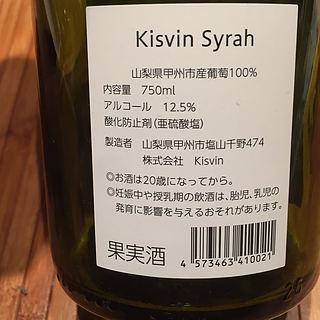 Kisvin Syrah
山梨県甲州市産葡萄100%
内容量 750ml
アルコール 12.5%
酸化防止剤(亜硫酸塩)
製造者 山梨県甲州市塩山千野474
株式会社 Kisvin
◎お酒は20歳になってから。
◎妊娠中や授乳期の飲酒は、胎児、乳児の
発育に影響を与えるおそれがあります。
果実酒
4 573463 410021